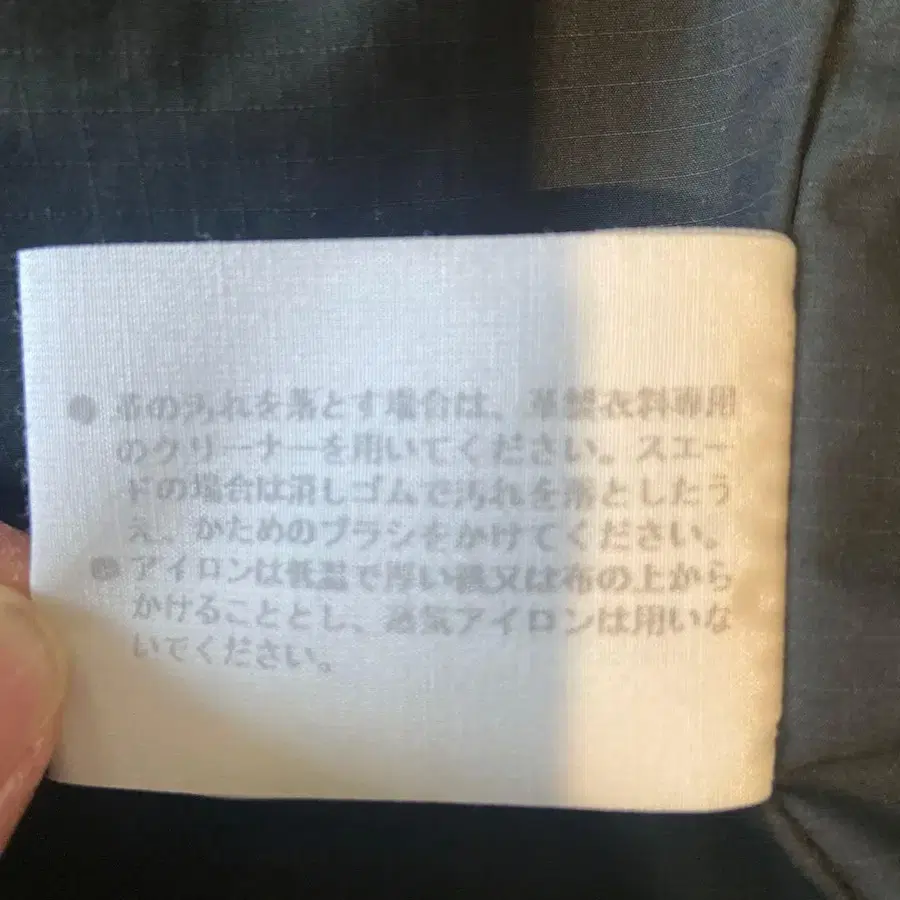 ● 革の汚れを落とす場合は、革製衣料専用
のクリーナーを用いてください。スエー
ドの場合は消しゴムで汚れを落としたう
え、かためのブラシをかけてください。
● アイロンは低温で厚い紙又は布の上から
かけることとし、蒸気アイロンは用いな
いでください。